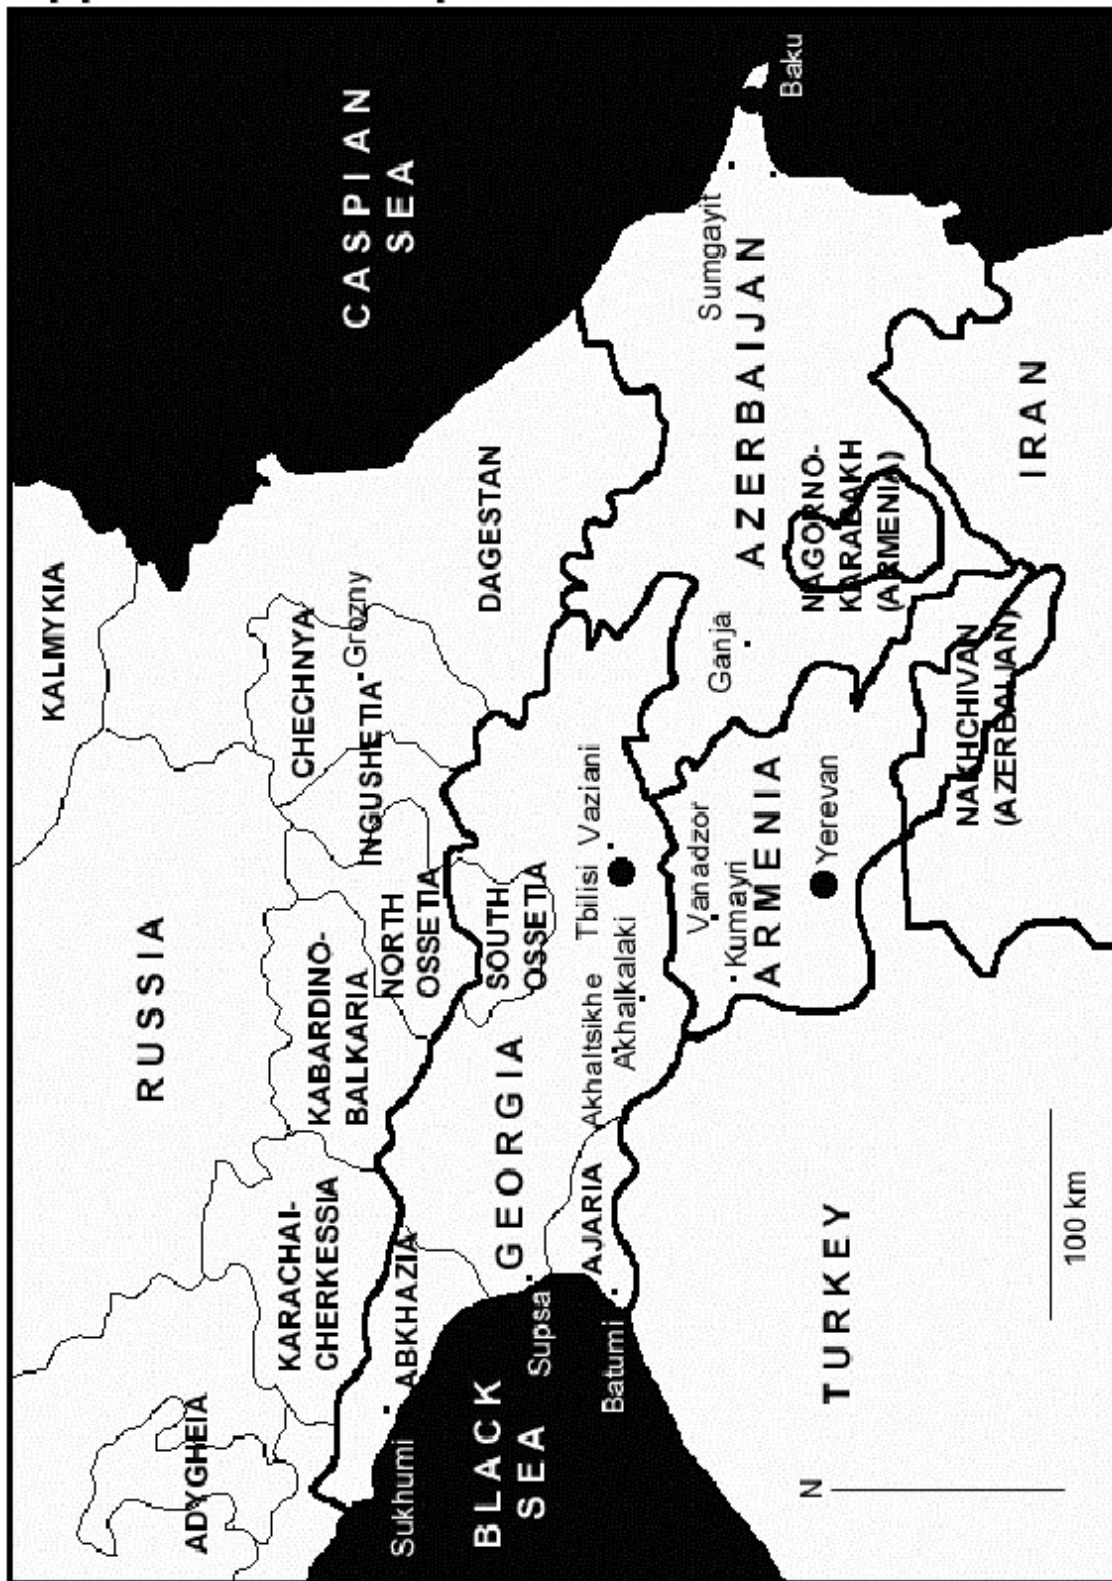 KALMYKIA
RUSSIA
ADYGHEIA
KARACHAI-
CHERKESSIA
KABARDINO-
BALKARIA
NORTH
OSSETIA
INGUSHETIA
CHECHNYA
Grozny
DAGESTAN
CASPIAN
SEA
ABKHAZIA
Sukhumi
BLACK
SEA
GEORGIA
SOUTH
OSSETIA
Supsa
AJARIA
Batumi
Akhaltsikhe
Akhalkalaki
Tbilisi
Vaziani
Vanadzor
Kumayri
ARMENIA
Yerevan
Ganja
AZERBAIJAN
Sumgayit
Baku
NAGORNO-
KARABAKH
(ARMENIA)
NAKHCHIVAN
(AZERBALJAN)
IRAN
TURKEY
N
100 km